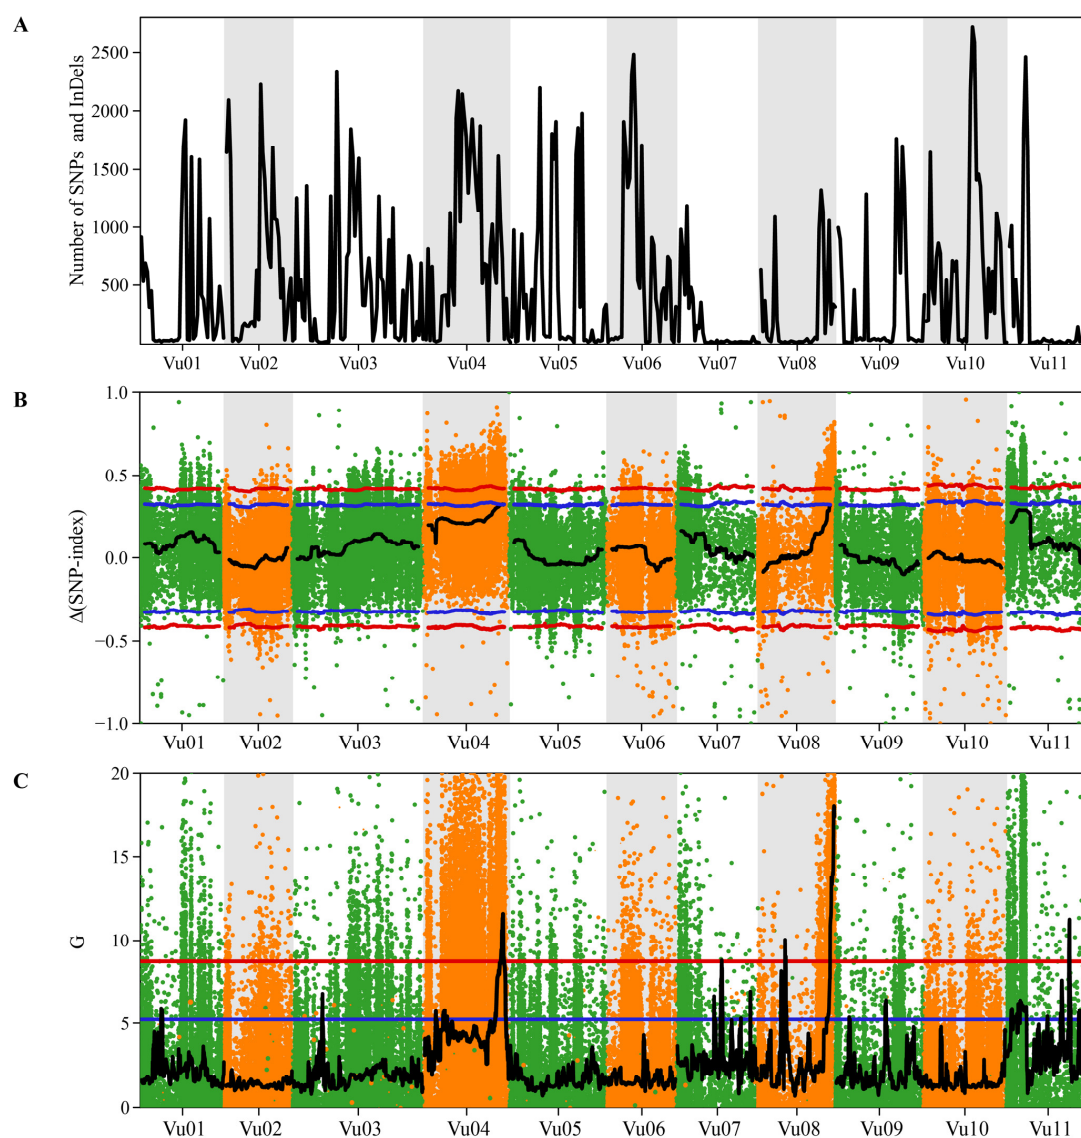 A
Number of SNPs and InDels
2500
2000
1500
1000
500
Vu01 Vu02 Vu03 Vu04 Vu05 Vu06 Vu07 Vu08 Vu09 Vu10 Vu11
B
Δ(SNP-index)
1.0
0.5
0.0
−0.5
−1.0
Vu01 Vu02 Vu03 Vu04 Vu05 Vu06 Vu07 Vu08 Vu09 Vu10 Vu11
C
G
20
15
10
5
0
Vu01 Vu02 Vu03 Vu04 Vu05 Vu06 Vu07 Vu08 Vu09 Vu10 Vu11